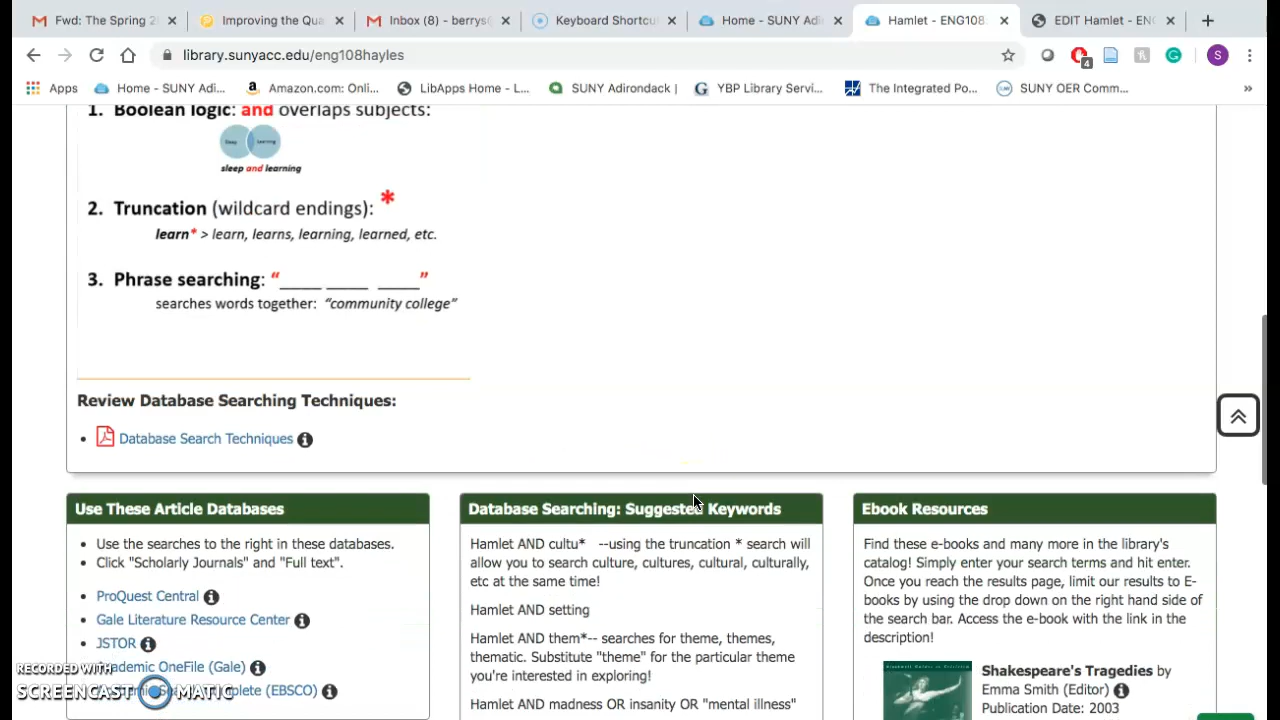 Fwd: The Spring 2
Improving the Qua
Inbox (8) - berrys@
Keyboard Shortcu
Home - SUNY Adi
Hamlet - ENG108
EDIT Hamlet - EN
library.sunyacc.edu/eng108hayles
4
S
Apps
Home - SUNY Adi...
Amazon.com: Onli...
LibApps Home - L...
SUNY Adirondack |
YBP Library Servi...
The Integrated Po...
SUNY OER Comm...
»
1. Boolean logic: and overlaps subjects:
Sleep Learning
sleep and learning
2. Truncation (wildcard endings): *
learn* > learn, learns, learning, learned, etc.
3. Phrase searching: "____ ____ ____"
searches words together: "community college"
Review Database Searching Techniques:
Database Search Techniques
Use These Article Databases
Use the searches to the right in these databases.
Click "Scholarly Journals" and "Full text".
ProQuest Central
Gale Literature Resource Center
JSTOR
Academic OneFile (Gale)
(EBSCO)
Database Searching: Suggested Keywords
Hamlet AND cultu* --using the truncation * search will
allow you to search culture, cultures, cultural, culturally,
etc at the same time!
Hamlet AND setting
Hamlet AND them*-- searches for theme, themes,
thematic. Substitute "theme" for the particular theme
you're interested in exploring!
Hamlet AND madness OR insanity OR "mental illness"
Ebook Resources
Find these e-books and many more in the library's
catalog! Simply enter your search terms and hit enter.
Once you reach the results page, limit our results to E-
books by using the drop down on the right hand side of
the search bar. Access the e-book with the link in the
description!
Shakespeare's Tragedies by
Emma Smith (Editor)
Publication Date: 2003
RECORDED WITH
SCREENCAST MATIC